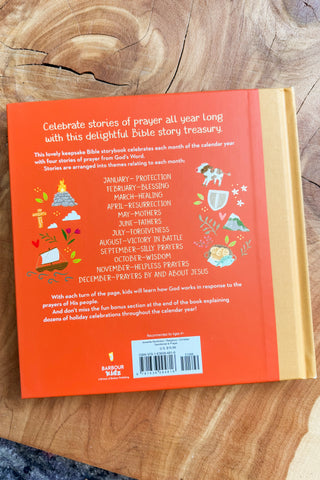 Celebrate stories of prayer all year long
with this delightful Bible story treasury.
This lovely keepsake Bible storybook celebrates each month of the calendar year
with four stories of prayer from God's Word.
Stories are arranged into themes relating to each month:
JANUARY—PROTECTION
FEBRUARY—BLESSING
MARCH—HEALING
APRIL—RESURRECTION
MAY—MOTHERS
JUNE—FATHERS
JULY—FORGIVENESS
AUGUST—VICTORY IN BATTLE
SEPTEMBER—SILLY PRAYERS
OCTOBER—WISDOM
NOVEMBER—HELPLESS PRAYERS
DECEMBER—PRAYERS BY AND ABOUT JESUS
With each turn of the page, kids will learn how God works in response to the
prayers of His people.
And don't miss the fun bonus section at the end of the book explaining
dozens of holiday celebrations throughout the calendar year!
BARBOUR
kidz